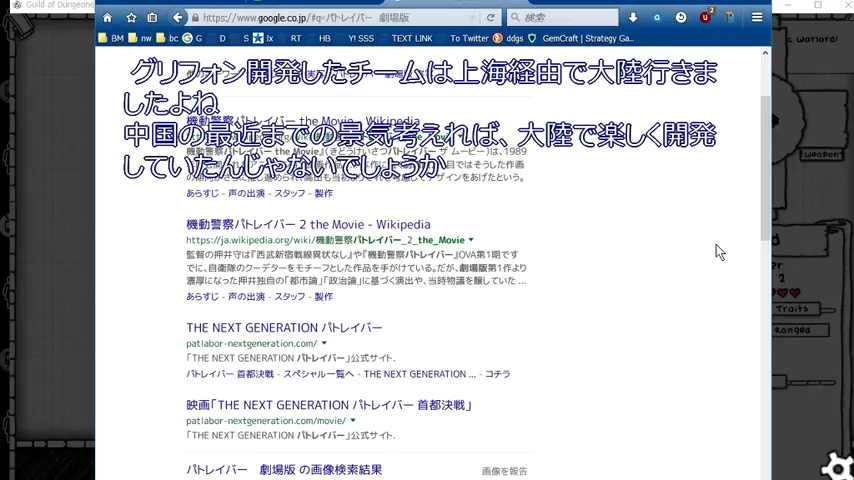 Guild of Dungeone
https://www.google.co.jp/#q=パトレイバー 劇場版
検索
BM nw bc G D S Ix RT HB Y! SSS TEXT LINK To Twitter ddgs GemCraft | Strategy Ga...
グリフォン開発したチームは上海経由で大陸行きま
したよね
機動警察パトレイバー the Movie - Wikipedia
中国の最近までの景気考えれば、大陸で楽しく開発
していたんじゃないでしょうか
あらすじ - 声の出演 - スタッフ - 製作
機動警察パトレイバー 2 the Movie - Wikipedia
https://ja.wikipedia.org/wiki/機動警察パトレイバー_2_the_Movie
監督の押井守は『西武新宿戦線異状なし』や『機動警察パトレイバー』OVA第1期です
でに、自衛隊のクーデターをモチーフとした作品を手がけている。だが、劇場版第1作より
濃厚になった押井独自の「都市論」「政治論」に基づく演出や、当時物議を醸していた ...
あらすじ - 声の出演 - スタッフ - 製作
THE NEXT GENERATION パトレイバー
patlabor-nextgeneration.com/
「THE NEXT GENERATION パトレイバー」公式サイト.
パトレイバー 首都決戦 - スペシャル一覧へ - THE NEXT GENERATION ... - コチラ
映画「THE NEXT GENERATION パトレイバー 首都決戦」
patlabor-nextgeneration.com/movie/
「THE NEXT GENERATION パトレイバー」公式サイト.
パトレイバー 劇場版 の画像検索結果
画像を報告
Weapon
Traits